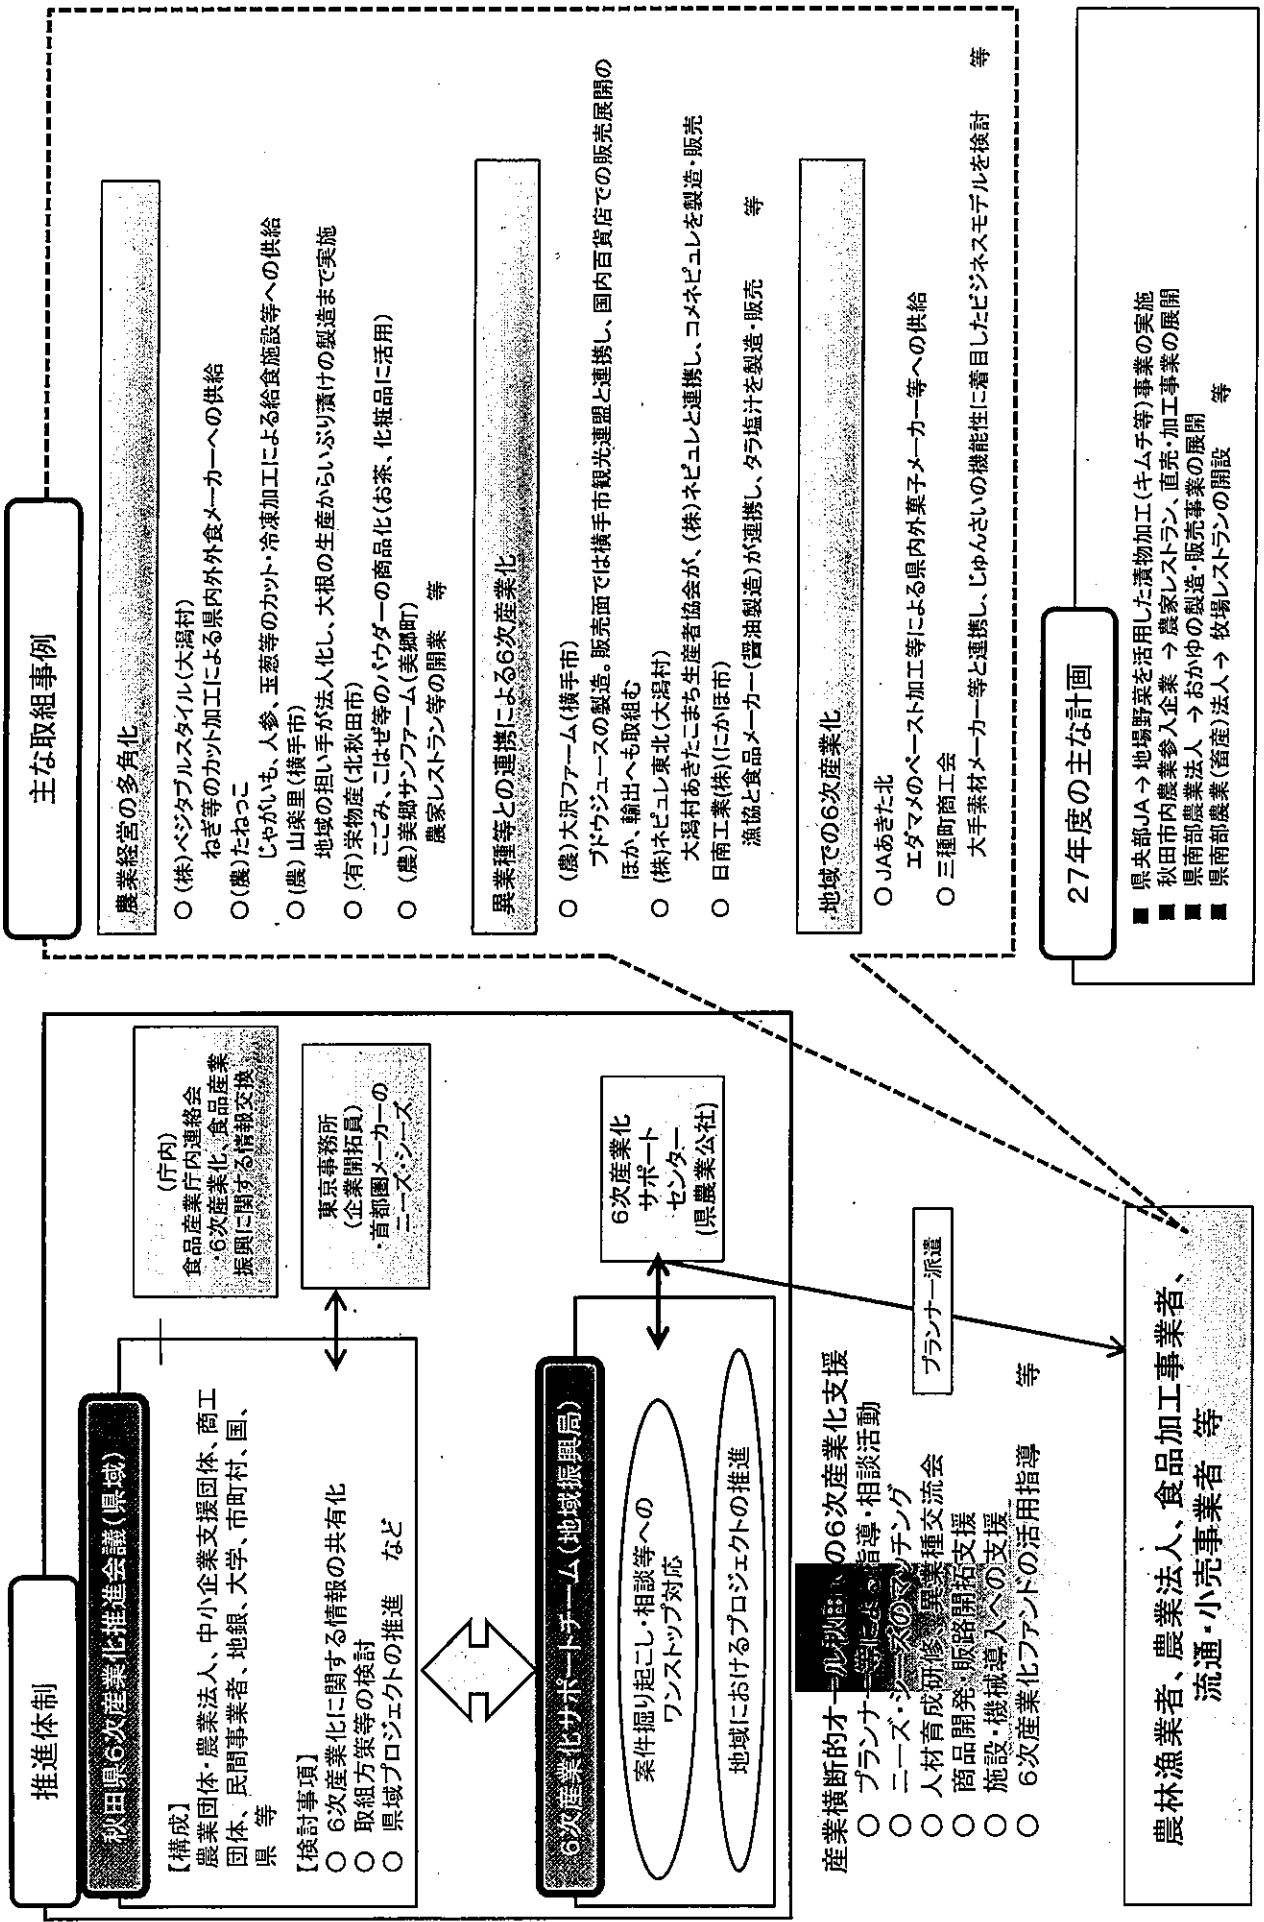 推進体制
秋田県6次産業化推進会議(県域)
【構成】
農業団体・農業法人、中小企業支援団体、商工
団体、民間事業者、地銀、大学、市町村、国、
県　等
【検討事項】
○ 6次産業化に関する情報の共有化
○ 取組方策等の検討
○ 県域プロジェクトの推進　など
(庁内)
食品産業庁内連絡会
・6次産業化、食品産業
振興に関する情報交換
東京事務所
(企業開拓員)
・首都圏メーカーの
ニーズ・シーズ
6次産業化サポートチーム(地域振興局)
案件掘り起こし・相談等への
ワンストップ対応
地域におけるプロジェクトの推進
6次産業化
サポート
センター
(県農業公社)
産業横断的オール秋田での6次産業化支援
○ プランナー等による指導・相談活動
○ ニーズ・シーズのマッチング
○ 人材育成研修・異業種交流会
○ 商品開発・販路開拓支援
○ 施設・機械導入への支援
○ 6次産業化ファンドの活用指導　等
プランナー派遣
農林漁業者、農業法人、食品加工事業者、
流通・小売事業者　等
主な取組事例
農業経営の多角化
○ (株)ベジタブルスタイル(大潟村)
ねぎ等のカット加工による県内外食メーカーへの供給
○(農)たねっこ
じゃがいも、人参、玉葱等のカット・冷凍加工による給食施設等への供給
○(農)山楽里(横手市)
地域の担い手が法人化し、大根の生産からいぶり漬けの製造まで実施
○ (有)栄物産(北秋田市)
こごみ、こはぜ等のパウダーの商品化(お茶、化粧品に活用)
○ (農)美郷サンファーム(美郷町)
農家レストラン等の開業　等
異業種等との連携による6次産業化
○ (農)大沢ファーム(横手市)
ブドウジュースの製造。販売面では横手市観光連盟と連携し、国内百貨店での販売展開の
ほか、輸出へも取組む
○ (株)ネピュレ東北(大潟村)
大潟村あきたこまち生産者協会が、(株)ネピュレと連携し、コメネピュレを製造・販売
○ 日南工業(株)(にかほ市)
漁協と食品メーカー(醤油製造)が連携し、タラ塩汁を製造・販売　等
地域での6次産業化
○ JAあきた北
エダマメのペースト加工等による県内外菓子メーカー等への供給
○ 三種町商工会
大手素材メーカー等と連携し、じゅんさいの機能性に着目したビジネスモデルを検討　等
27年度の主な計画
■ 県央部JA→ 地場野菜を活用した漬物加工(キムチ等)事業の実施
■ 秋田市内農業参入企業 → 農家レストラン、直売・加工事業の展開
■ 県南部農業法人 → おかゆの製造・販売事業の展開
■ 県南部農業(畜産)法人→ 牧場レストランの開設　等